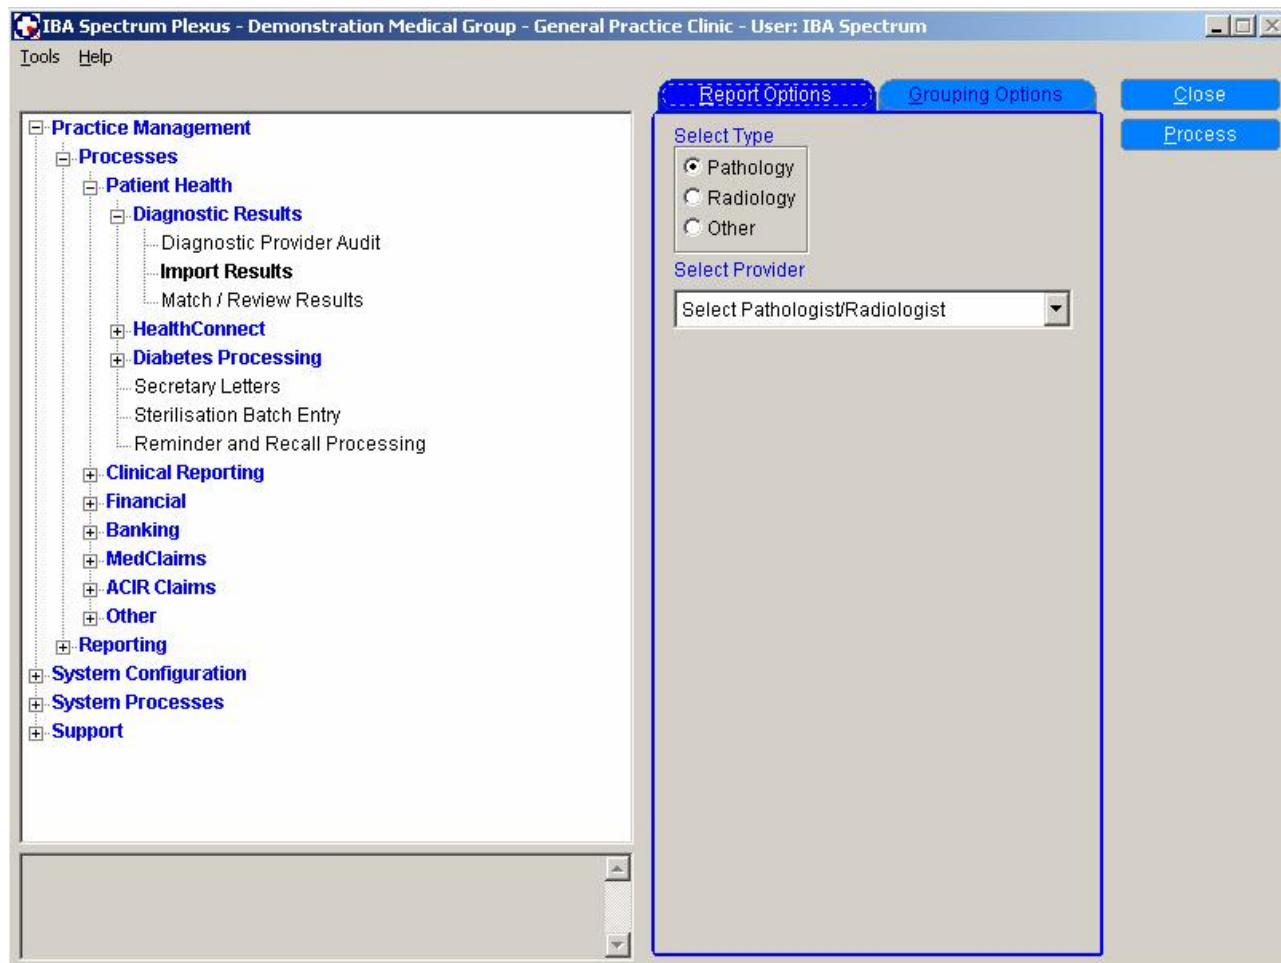 IBA Spectrum Plexus - Demonstration Medical Group - General Practice Clinic - User: IBA Spectrum
Tools Help
Practice Management
Processes
Patient Health
Diagnostic Results
Diagnostic Provider Audit
Import Results
Match / Review Results
HealthConnect
Diabetes Processing
Secretary Letters
Sterilisation Batch Entry
Reminder and Recall Processing
Clinical Reporting
Financial
Banking
MedClaims
ACIR Claims
Other
Reporting
System Configuration
System Processes
Support
Report Options Grouping Options
Select Type
Pathology
Radiology
Other
Select Provider
Select Pathologist/Radiologist
Close
Process